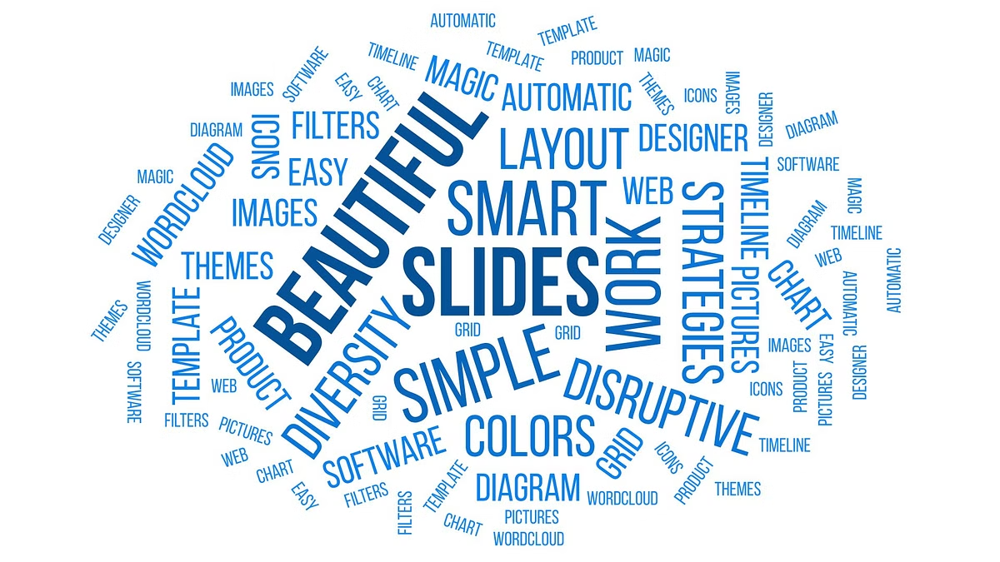 AUTOMATIC
TEMPLATE
TIMELINE
TEMPLATE
PRODUCT
MAGIC
SOFTWARE
MAGIC
IMAGES
EASY
CHART
AUTOMATIC
THEMES
ICONS
IMAGES
DESIGNER
DIAGRAM
ICONS
FILTERS
BEAUTIFUL
LAYOUT
DESIGNER
DIAGRAM
WORDCLOUD
EASY
SMART
WEB
STRATEGIES
TIMELINE
SOFTWARE
MAGIC
MAGIC
DESIGNER
IMAGES
DIAGRAM
TIMELINE
THEMES
SLIDES
WORK
PICTURES
CHART
WEB
AUTOMATIC
AUTOMATIC
THEMES
WORDCLOUD
TEMPLATE
PRODUCT
DIVERSITY
GRID
GRID
SIMPLE
IMAGES
EASY
DESIGNER
SOFTWARE
WEB
GRID
DISRUPTIVE
ICONS
PRODUCT
PICTURES
FILTERS
PICTURES
COLORS
GRID
TIMELINE
WEB
CHART
SOFTWARE
ICONS
PRODUCT
THEMES
EASY
FILTERS
FILTERS
TEMPLATE
DIAGRAM
WORDCLOUD
CHART
PICTURES
WORDCLOUD